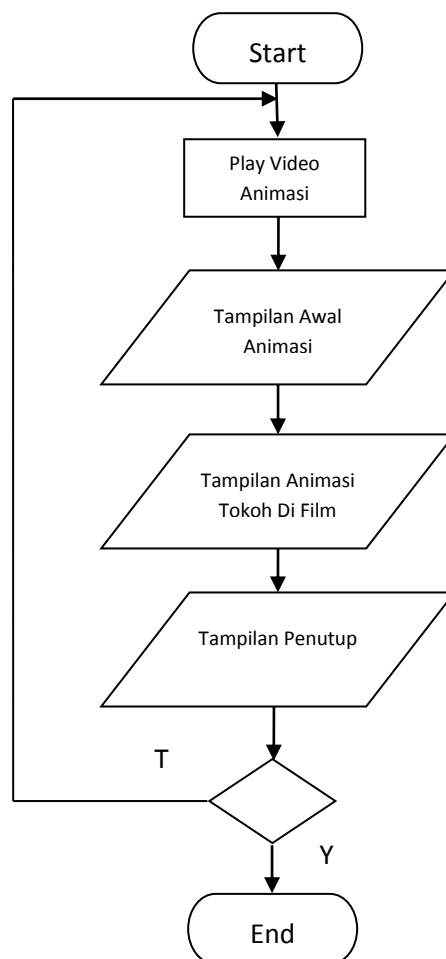 Start
Play Video
Animasi
Tampilan Awal
Animasi
Tampilan Animasi
Tokoh Di Film
Tampilan Penutup
T
Y
End